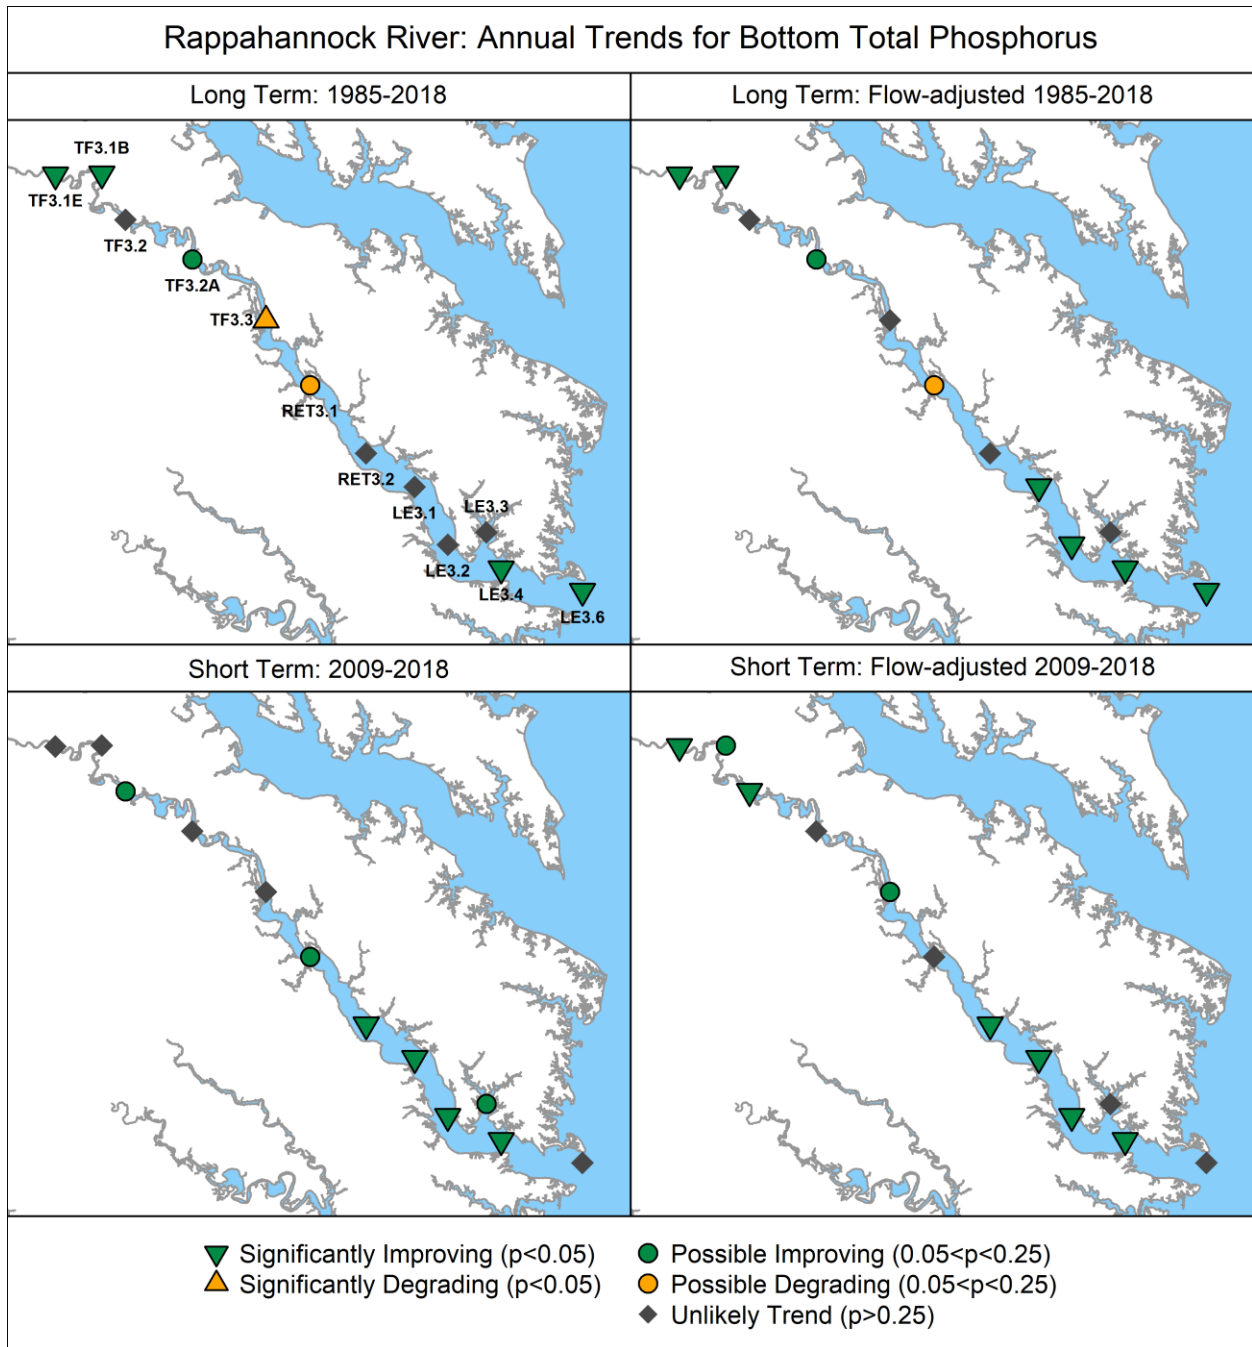 Rappahannock River: Annual Trends for Bottom Total Phosphorus
Long Term: 1985-2018
Long Term: Flow-adjusted 1985-2018
TF3.1B
TF3.1E
TF3.2
TF3.2A
TF3.3
RET3.1
RET3.2
LE3.1
LE3.3
LE3.2
LE3.4
LE3.6
Short Term: 2009-2018
Short Term: Flow-adjusted 2009-2018
Significantly Improving (p<0.05)
Significantly Degrading (p<0.05)
Possible Improving (0.05<p<0.25)
Possible Degrading (0.05<p<0.25)
Unlikely Trend (p>0.25)